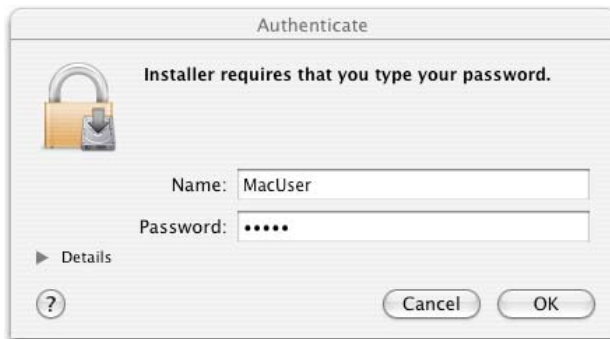 Authenticate
Installer requires that you type your password.
Name: MacUser
Password: •••••
Details
? Cancel OK